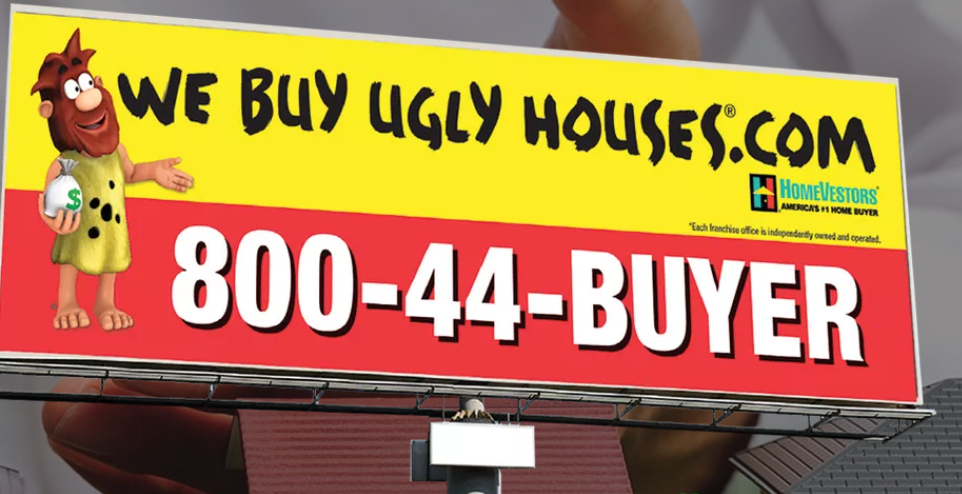 WE BUY UGLY HOUSES®.COM
HOMEVESTORS®
AMERICA'S #1 HOME BUYER
*Each franchise office is independently owned and operated.
800-44-BUYER
$